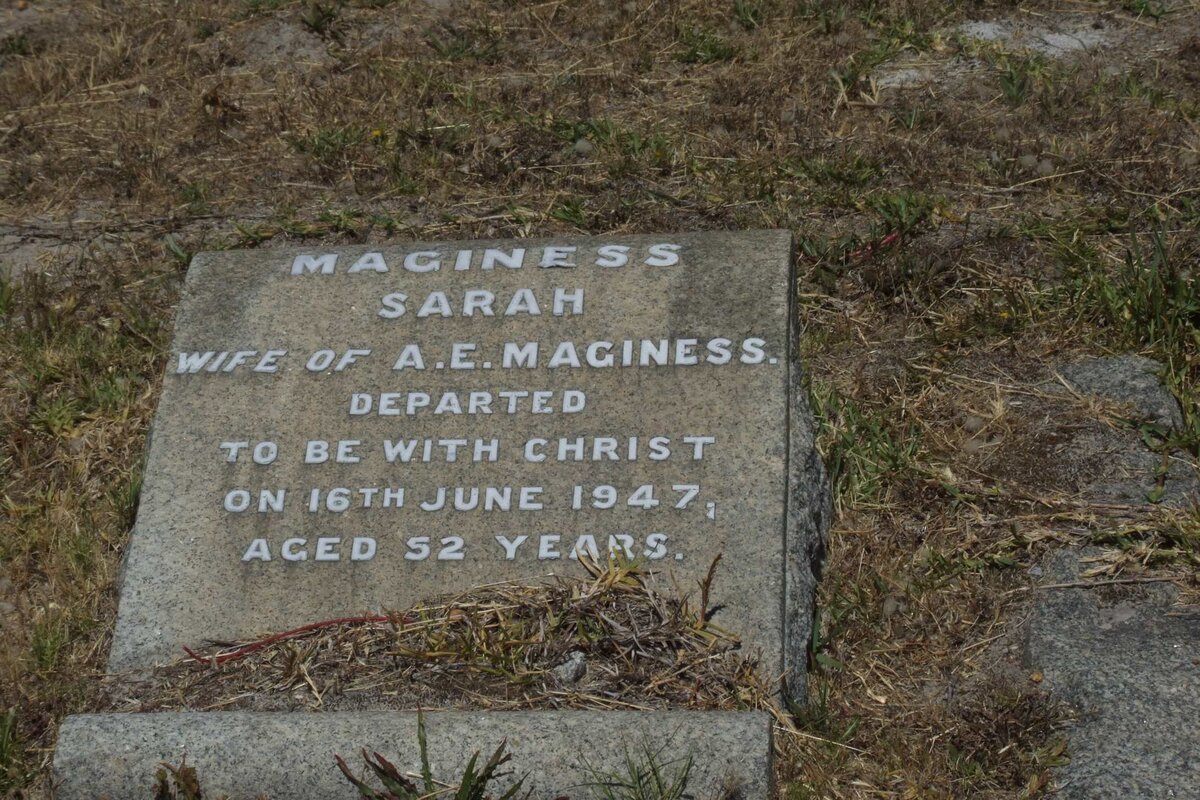 MAGINESS
SARAH
WIFE OF A.E.MAGINESS.
DEPARTED
TO BE WITH CHRIST
ON 16TH JUNE 1947,
AGED 52 YEARS.